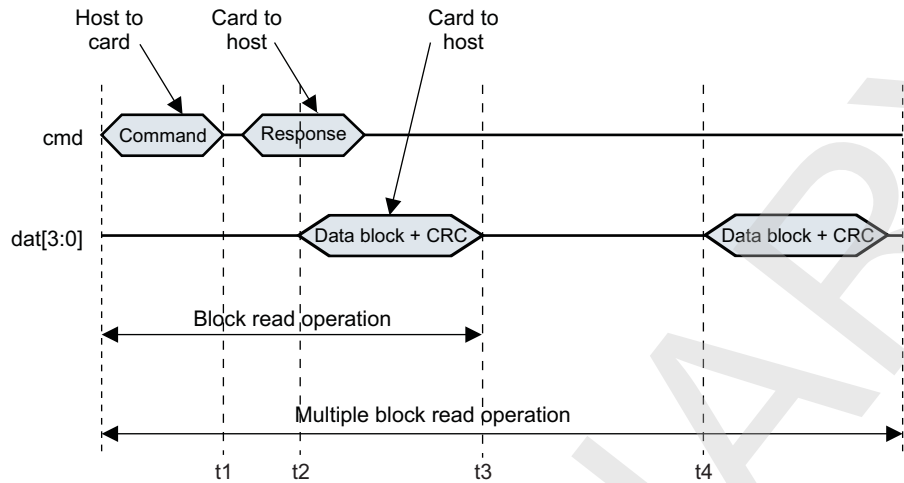 Host to
card
Card to
host
Card to
host
cmd
Command
Response
dat[3:0]
Data block + CRC
Data block + CRC
Block read operation
Multiple block read operation
t1
t2
t3
t4